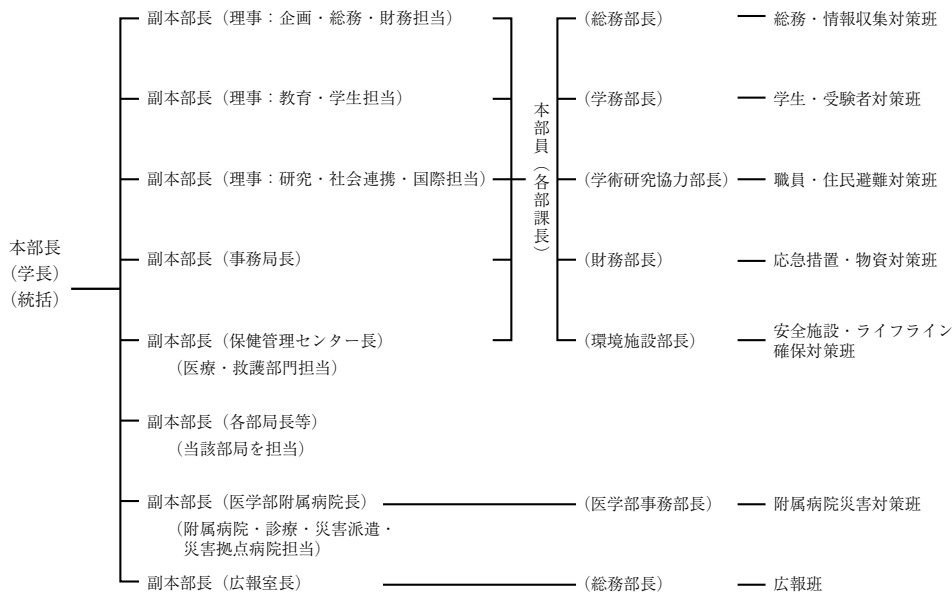 副本部長（理事：企画・総務・財務担当）
（総務部長）
総務・情報収集対策班
副本部長（理事：教育・学生担当）
（学務部長）
学生・受験者対策班
副本部長（理事：研究・社会連携・国際担当）
本部員（各部課長）
（学術研究協力部長）
職員・住民避難対策班
本部長
（学長）
（統括）
副本部長（事務局長）
（財務部長）
応急措置・物資対策班
副本部長（保健管理センター長）
（医療・救護部門担当）
（環境施設部長）
安全施設・ライフライン
確保対策班
副本部長（各部局長等）
（当該部局を担当）
副本部長（医学部附属病院長）
（附属病院・診療・災害派遣・
災害拠点病院担当）
（医学部事務部長）
附属病院災害対策班
副本部長（広報室長）
（総務部長）
広報班